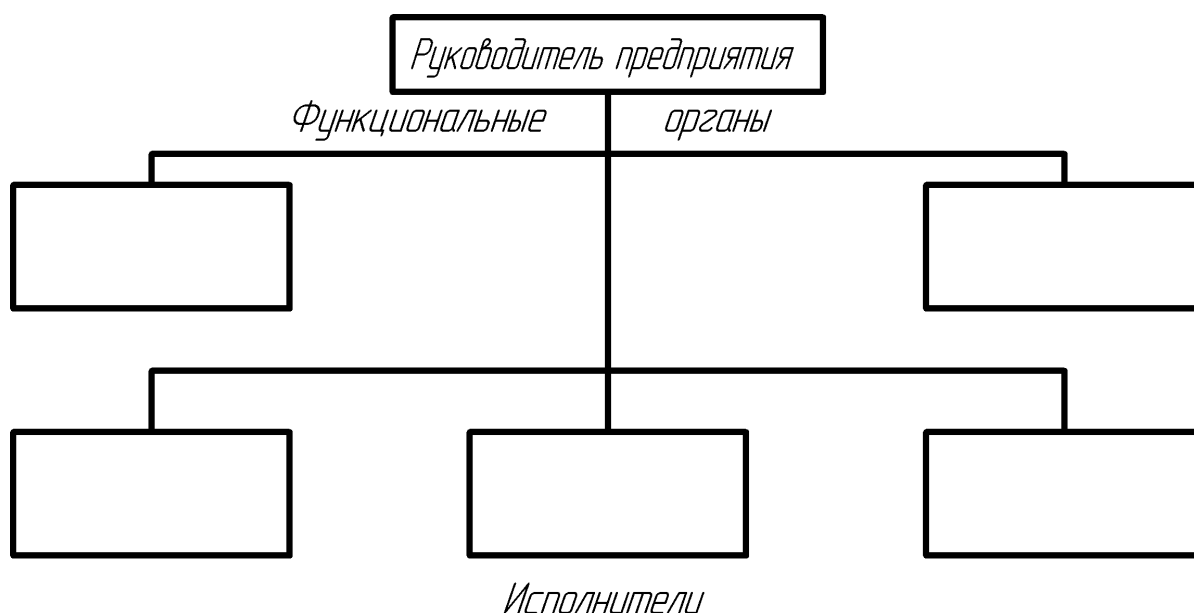 Руководитель предприятия
Функциональные органы
Исполнители